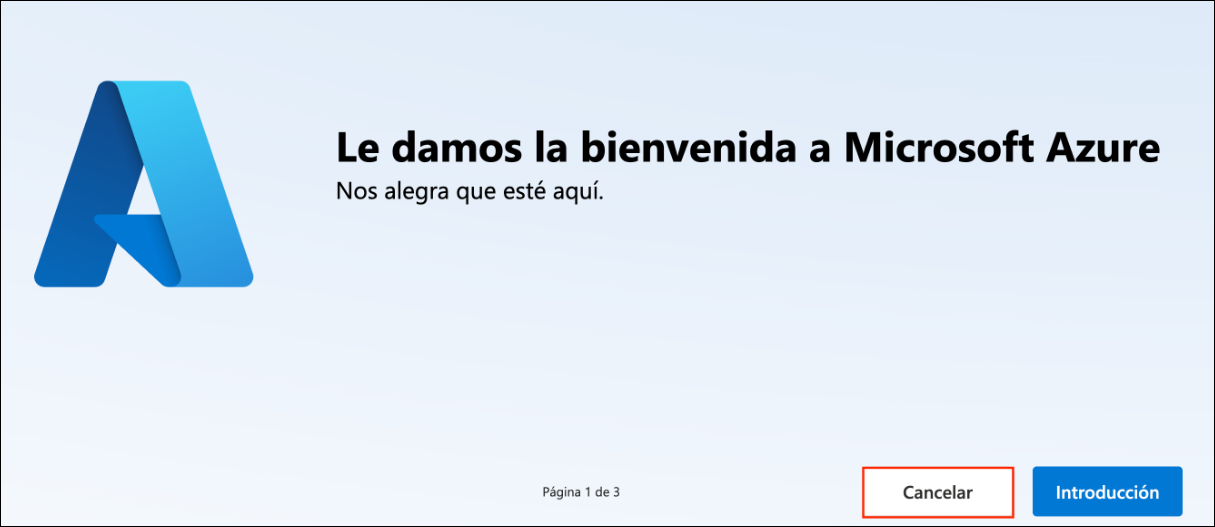 Le damos la bienvenida a Microsoft Azure
Nos alegra que esté aquí.
Página 1 de 3
Cancelar
Introducción